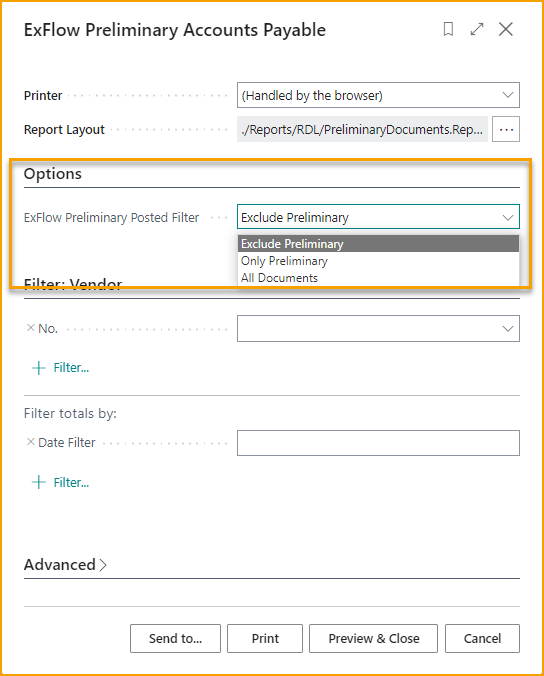 ExFlow Preliminary Accounts Payable
Printer (Handled by the browser)
Report Layout ./Reports/RDL/PreliminaryDocuments.Rep... ...
Options
ExFlow Preliminary Posted Filter Exclude Preliminary
Exclude Preliminary
Only Preliminary
All Documents
Filter: Vendor
× No.
+ Filter...
Filter totals by:
× Date Filter
+ Filter...
Advanced >
Send to... Print Preview & Close Cancel